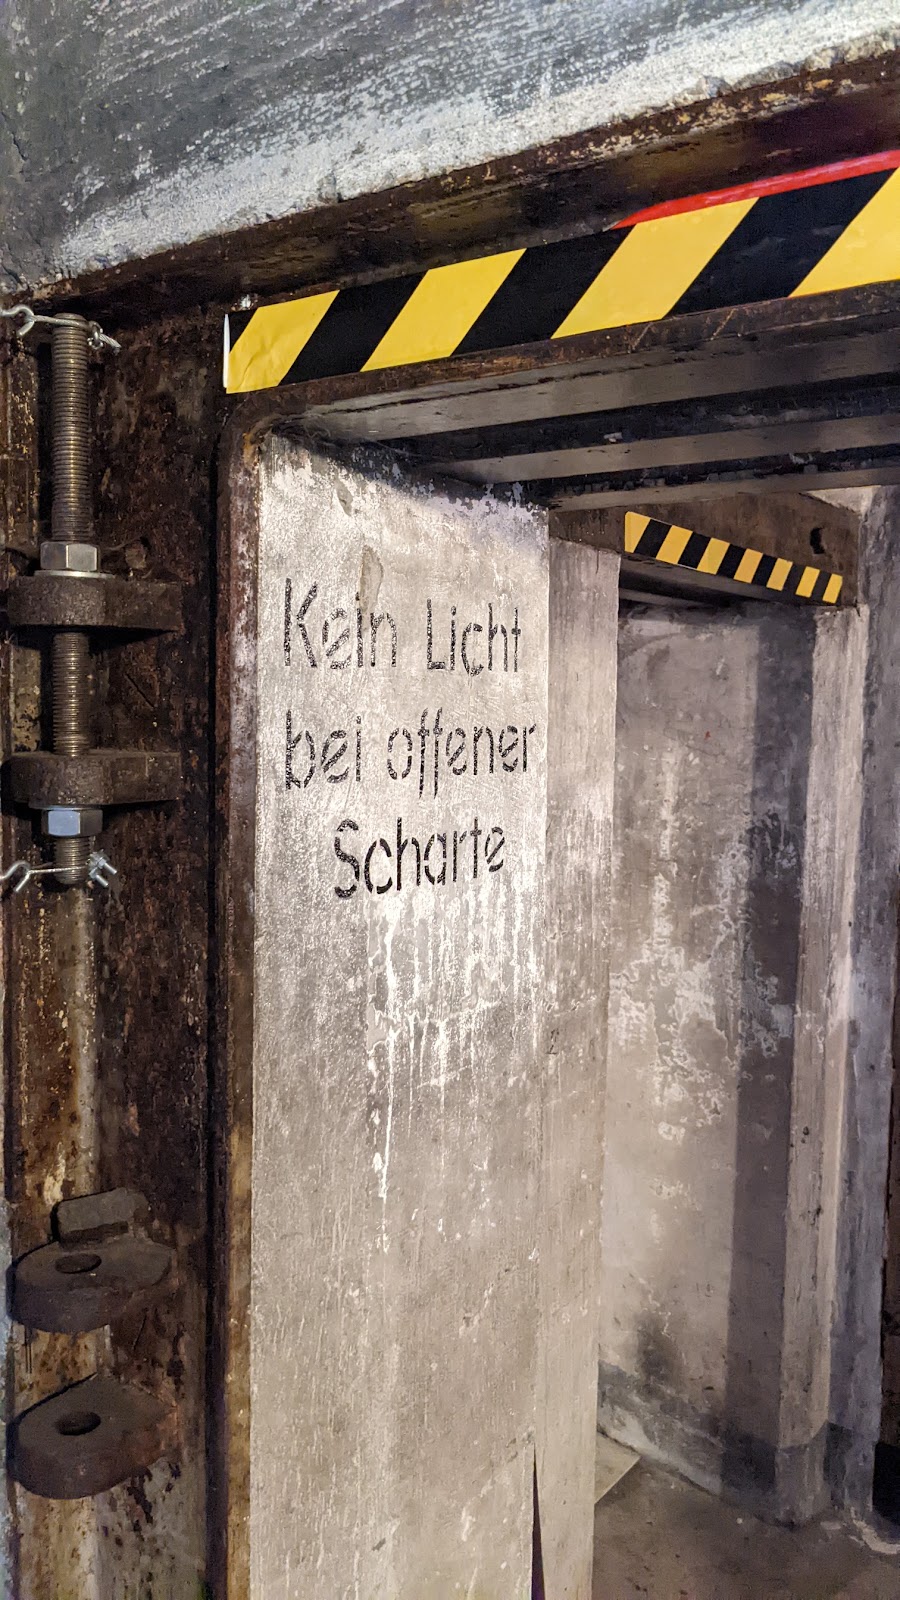 Kein Licht
bei offener
Scharte